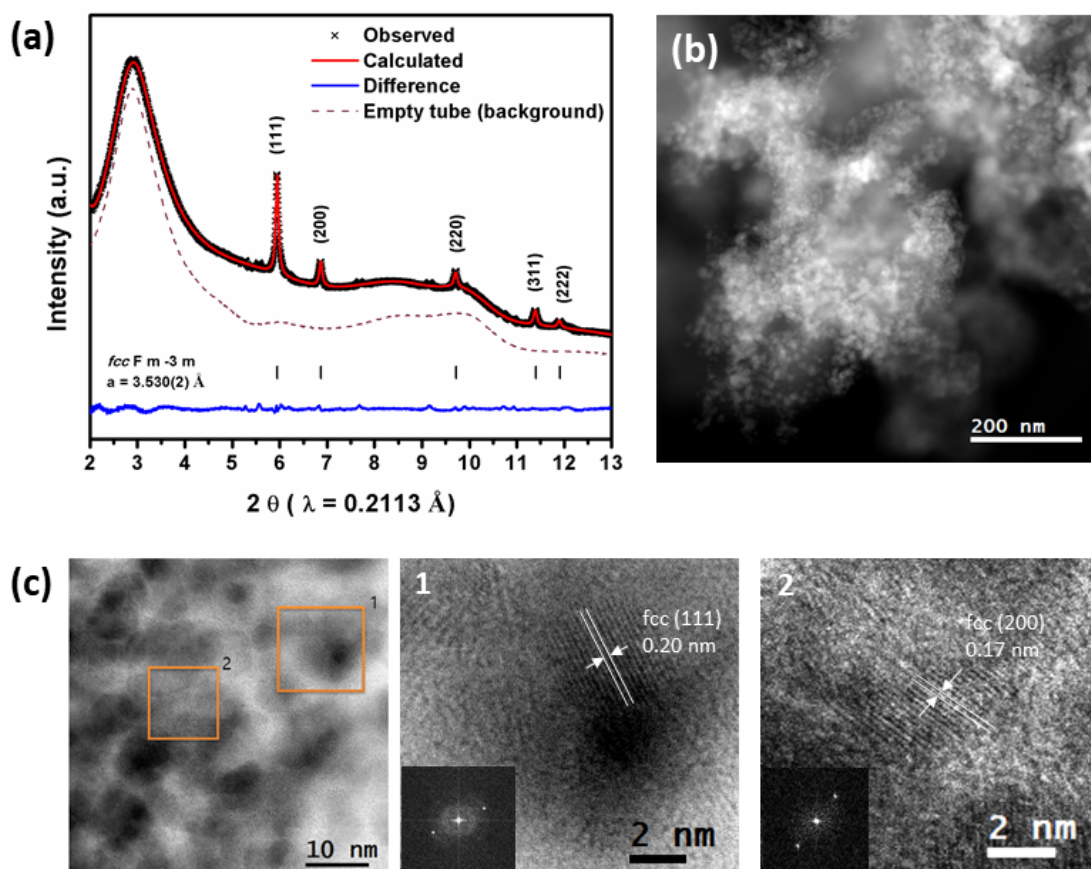 (a)
Observed
Calculated
Difference
Empty tube (background)
(111)
(200)
(220)
(311)
(222)
Intensity (a.u.)
fcc F m -3 m
a = 3.530(2) Å
2 3 4 5 6 7 8 9 10 11 12 13
2 θ ( λ = 0.2113 Å)
(b)
200 nm
(c)
1
2
10 nm
1
fcc (111)
0.20 nm
2 nm
2
fcc (200)
0.17 nm
2 nm